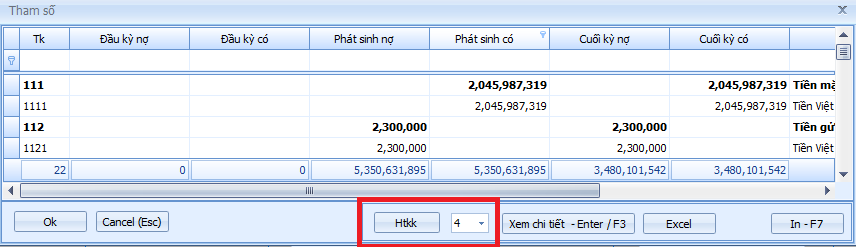 Tham số
Tk Đầu kỳ nợ Đầu kỳ có Phát sinh nợ Phát sinh có Cuối kỳ nợ Cuối kỳ có
111 2,045,987,319 2,045,987,319 Tiền mặ
1111 2,045,987,319 2,045,987,319 Tiền Việt
112 2,300,000 2,300,000 Tiền gử
1121 2,300,000 2,300,000 Tiền Việt
22 0 0 5,350,631,895 5,350,631,895 3,480,101,542 3,480,101,542
Ok Cancel (Esc) Htkk 4 Xem chi tiết - Enter / F3 Excel In - F7